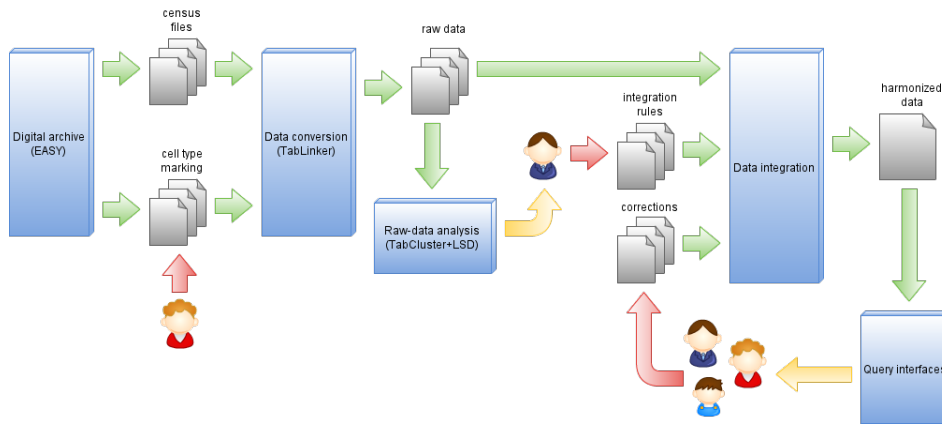 census
files
raw data
Digital archive
(EASY)
cell type
marking
Data conversion
(TabLinker)
Raw-data analysis
(TabCluster+LSD)
integration
rules
corrections
Data integration
harmonized
data
Query interfaces